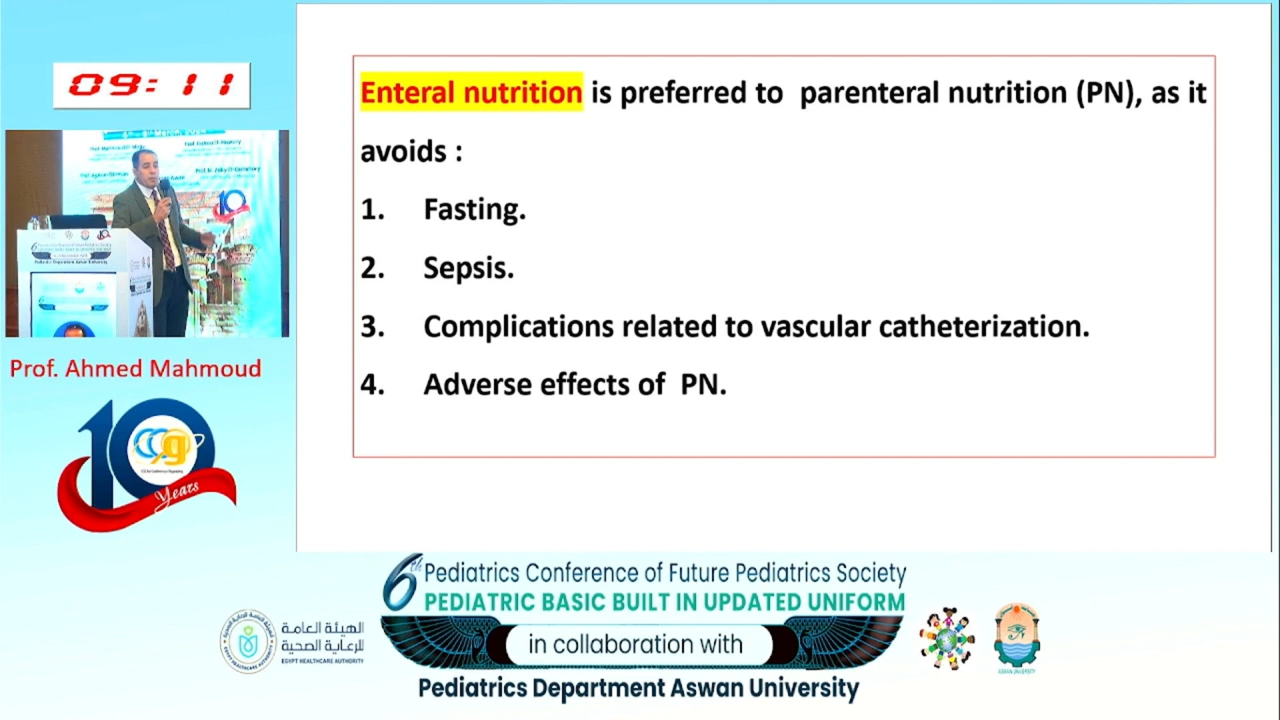 09:11
Prof. Ahmed Mahmoud
10
Years
Enteral nutrition is preferred to parenteral nutrition (PN), as it
avoids :
1. Fasting.
2. Sepsis.
3. Complications related to vascular catheterization.
4. Adverse effects of PN.
6th Pediatrics Conference of Future Pediatrics Society
PEDIATRIC BASIC BUILT IN UPDATED UNIFORM
in collaboration with
Pediatrics Department Aswan University
الهيئة العامة
للرعاية الصحية
EGYPT HEALTHCARE AUTHORITY
ASWAN UNIVERSITY